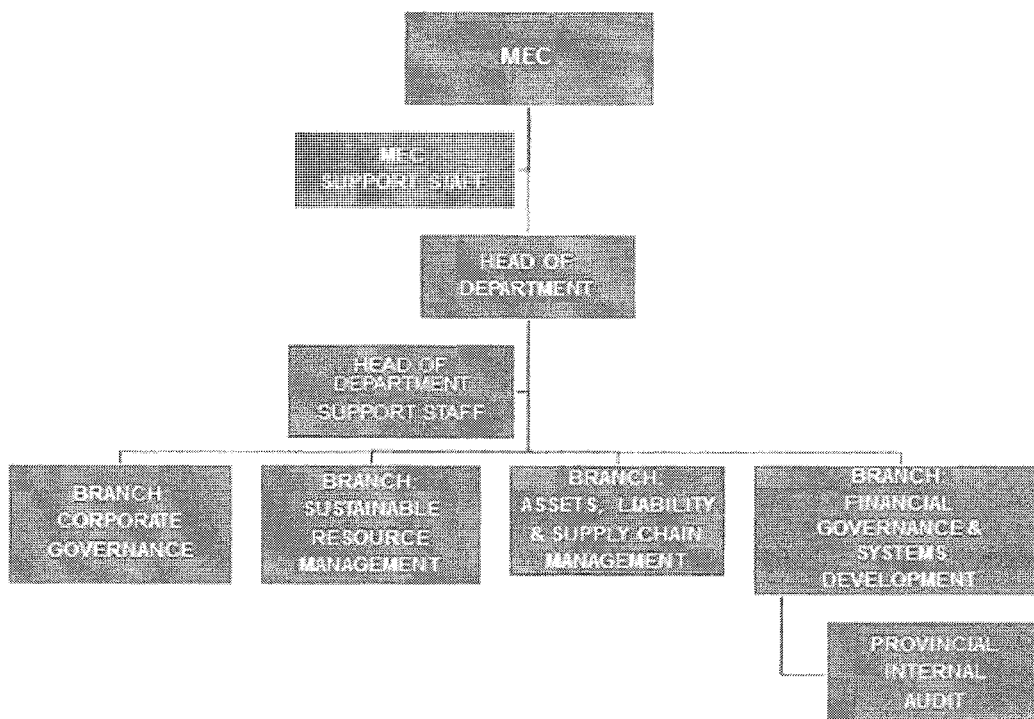 MEC
MEC
SUPPORT STAFF
HEAD OF
DEPARTMENT
HEAD OF
DEPARTMENT
SUPPORT STAFF
BRANCH:
CORPORATE
GOVERNANCE
BRANCH:
SUSTAINABLE
RESOURCE
MANAGEMENT
BRANCH:
ASSETS, LIABILITY
& SUPPLY CHAIN
MANAGEMENT
BRANCH:
FINANCIAL
GOVERNANCE &
SYSTEMS
DEVELOPMENT
PROVINCIAL
INTERNAL
AUDIT